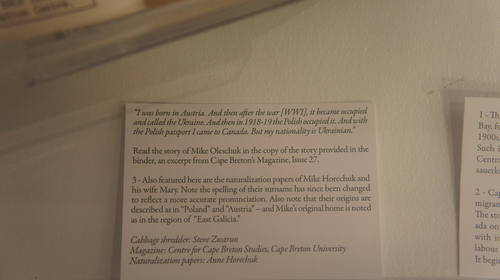 "I was born in Austria. And then after the war [WWI], it became occupied
and called the Ukraine. And then in 1918-19 the Polish occupied it. And with
the Polish passport I came to Canada. But my nationality is Ukrainian."
Read the story of Mike Oleschuk in the copy of the story provided in the
binder, an excerpt from Cape Breton's Magazine, Issue 27.
3 - Also featured here are the naturalization papers of Mike Horechuk and
his wife Mary. Note the spelling of their surname has since been changed
to reflect a more accurate pronunciation. Also note that their origins are
described as in "Poland" and "Austria" – and Mike's original home is noted
as in the region of "East Galicia."
Cabbage shredder: Steve Zwarun
Magazine: Centre for Cape Breton Studies, Cape Breton University
Naturalization papers: Anne Horechuk
1 - Th
Bay, fo
1900s
Such i
Centr
sauerk
2 - Cap
migran
The sto
ada on
with i
labour
It begi